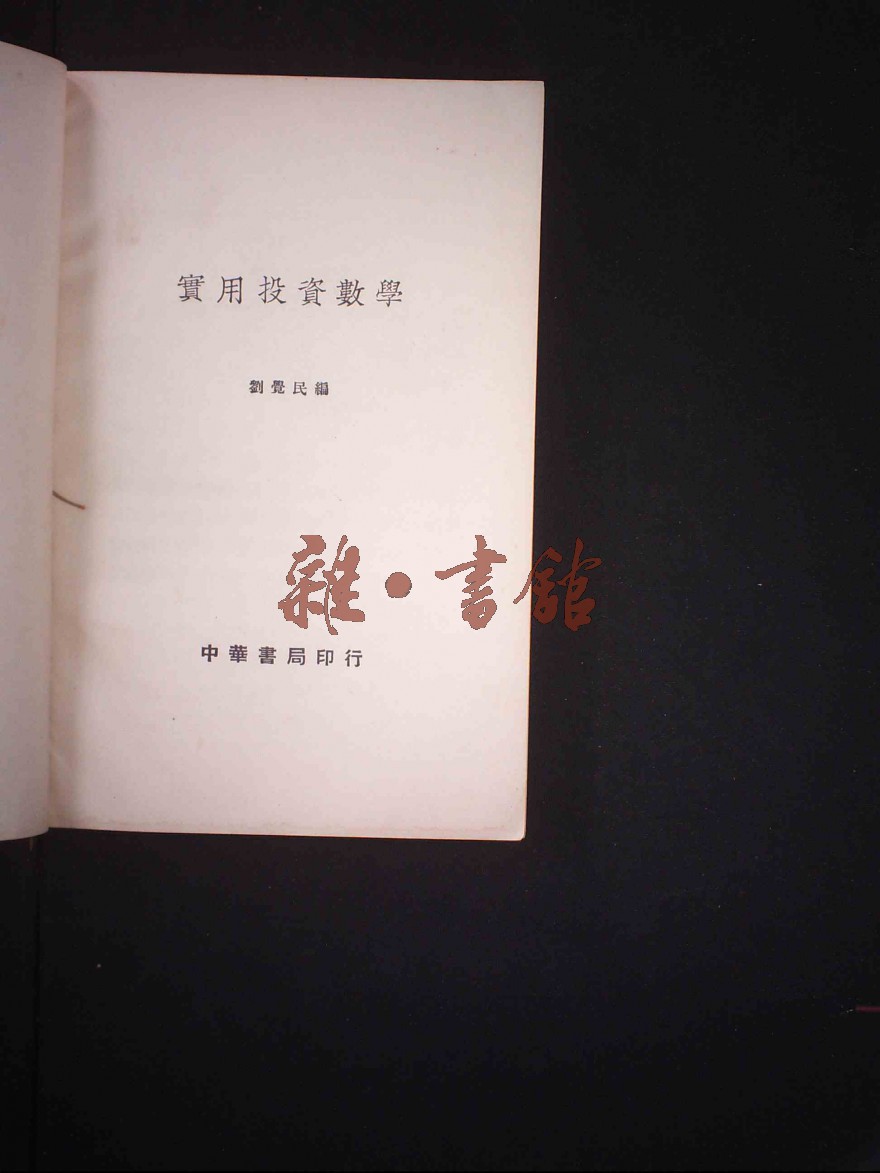 實用投資數學
劉覺民編
雜·書館
中華書局印行